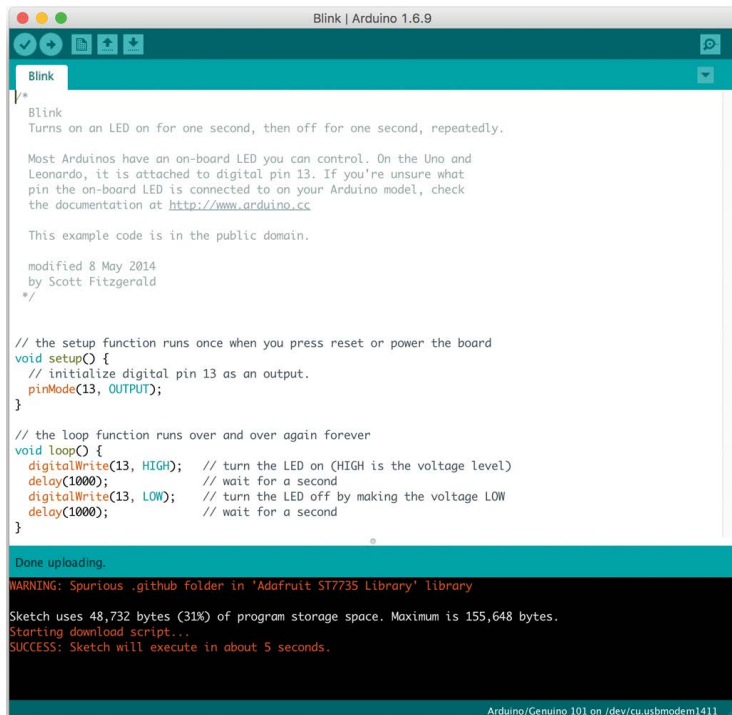 Blink | Arduino 1.6.9
Blink
/*
Blink
Turns on an LED on for one second, then off for one second, repeatedly.
Most Arduinos have an on-board LED you can control. On the Uno and
Leonardo, it is attached to digital pin 13. If you're unsure what
pin the on-board LED is connected to on your Arduino model, check
the documentation at http://www.arduino.cc
This example code is in the public domain.
modified 8 May 2014
by Scott Fitzgerald
*/
// the setup function runs once when you press reset or power the board
void setup() {
// initialize digital pin 13 as an output.
pinMode(13, OUTPUT);
}
// the loop function runs over and over again forever
void loop() {
digitalWrite(13, HIGH); // turn the LED on (HIGH is the voltage level)
delay(1000); // wait for a second
digitalWrite(13, LOW); // turn the LED off by making the voltage LOW
delay(1000); // wait for a second
}
Done uploading.
WARNING: Spurious .github folder in 'Adafruit ST7735 Library' library
Sketch uses 48,732 bytes (31%) of program storage space. Maximum is 155,648 bytes.
Starting download script...
SUCCESS: Sketch will execute in about 5 seconds.
Arduino/Genuino 101 on /dev/cu.usbmodem1411